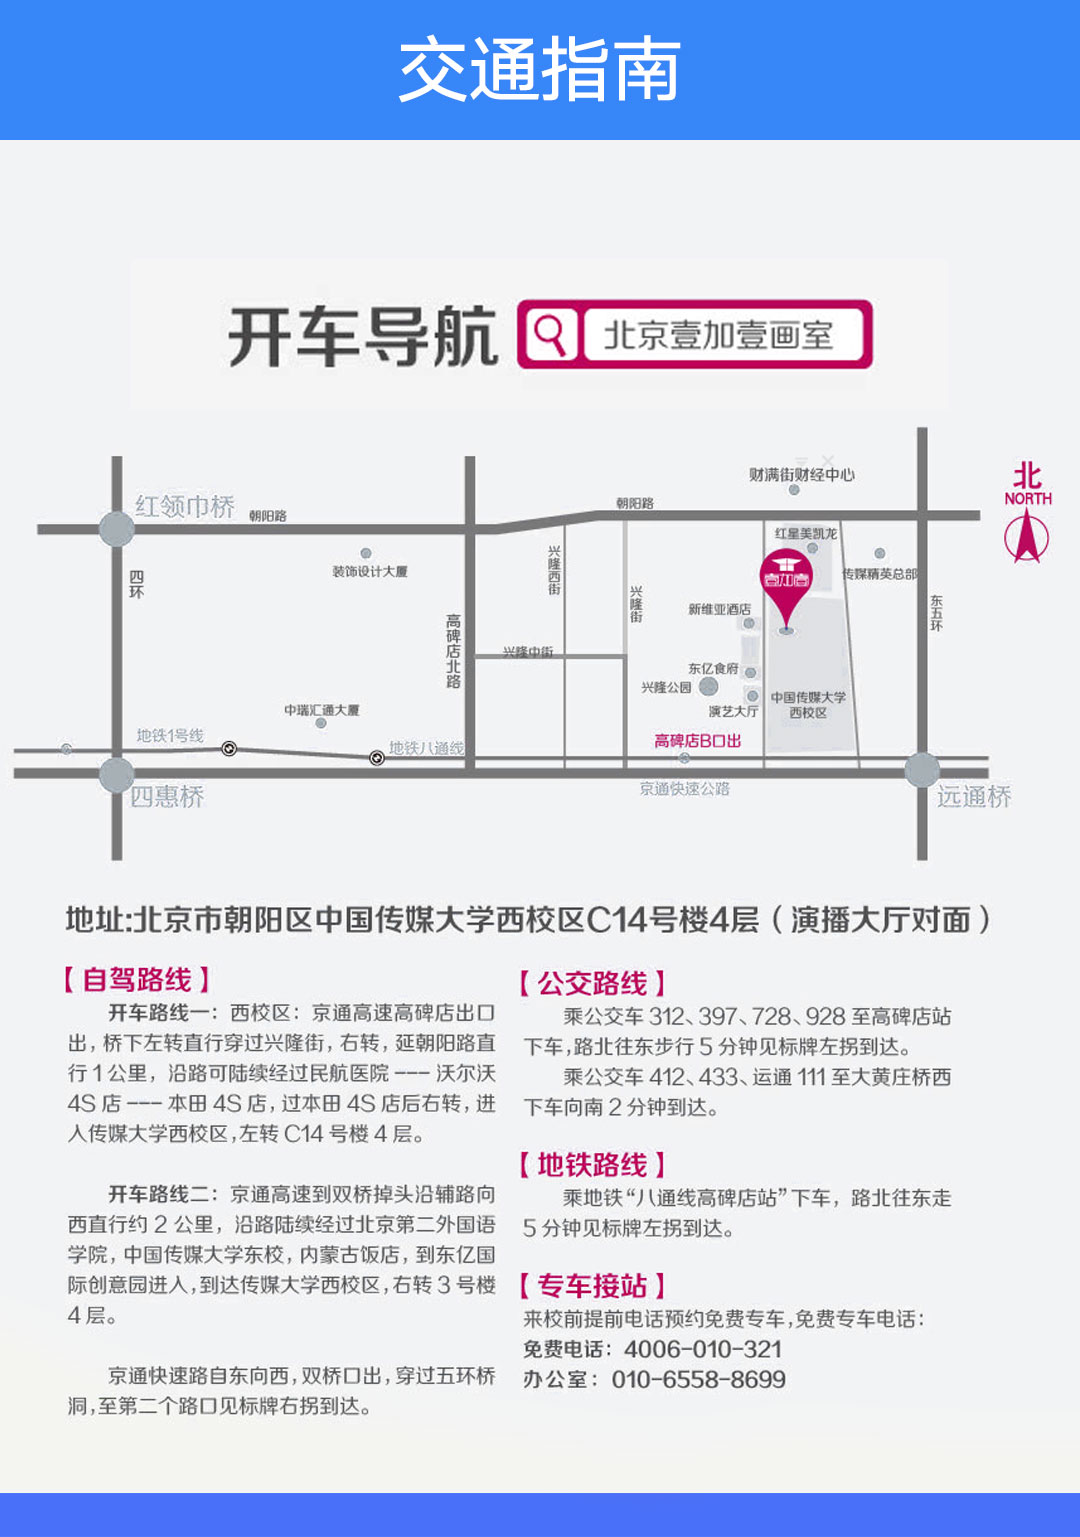 交通指南
开车导航
北京壹加壹画室
财满街财经中心
北
NORTH
红领巾桥
朝阳路
朝阳路
红星美凯龙
壹加壹
传媒精英总部
装饰设计大厦
四环
兴隆西街
兴隆街
高碑店北路
新维亚酒店
东五环
兴隆中街
东亿食府
兴隆公园
中国传媒大学
西校区
演艺大厅
中瑞汇通大厦
地铁1号线
地铁八通线
高碑店B口出
京通快速公路
四惠桥
远通桥
地址:北京市朝阳区中国传媒大学西校区C14号楼4层（演播大厅对面）
【自驾路线】
开车路线一：西校区：京通高速高碑店出口
出，桥下左转直行穿过兴隆街，右转，延朝阳路直
行1公里，沿路可陆续经过民航医院---沃尔沃
4S店---本田4S店，过本田4S店后右转，进
入传媒大学西校区，左转C14号楼4层。
开车路线二：京通高速到双桥掉头沿辅路向
西直行约2公里，沿路陆续经过北京第二外国语
学院，中国传媒大学东校，内蒙古饭店，到东亿国
际创意园进入，到达传媒大学西校区，右转3号楼
4层。
京通快速路自东向西，双桥口出，穿过五环桥
洞，至第二个路口见标牌右拐到达。
【公交路线】
乘公交车312、397、728、928至高碑店站
下车，路北往东步行5分钟见标牌左拐到达。
乘公交车412、433、运通111至大黄庄桥西
下车向南2分钟到达。
【地铁路线】
乘地铁“八通线高碑店站”下车，路北往东走
5分钟见标牌左拐到达。
【专车接站】
来校前提前电话预约免费专车，免费专车电话：
免费电话：4006-010-321
办公室：010-6558-8699